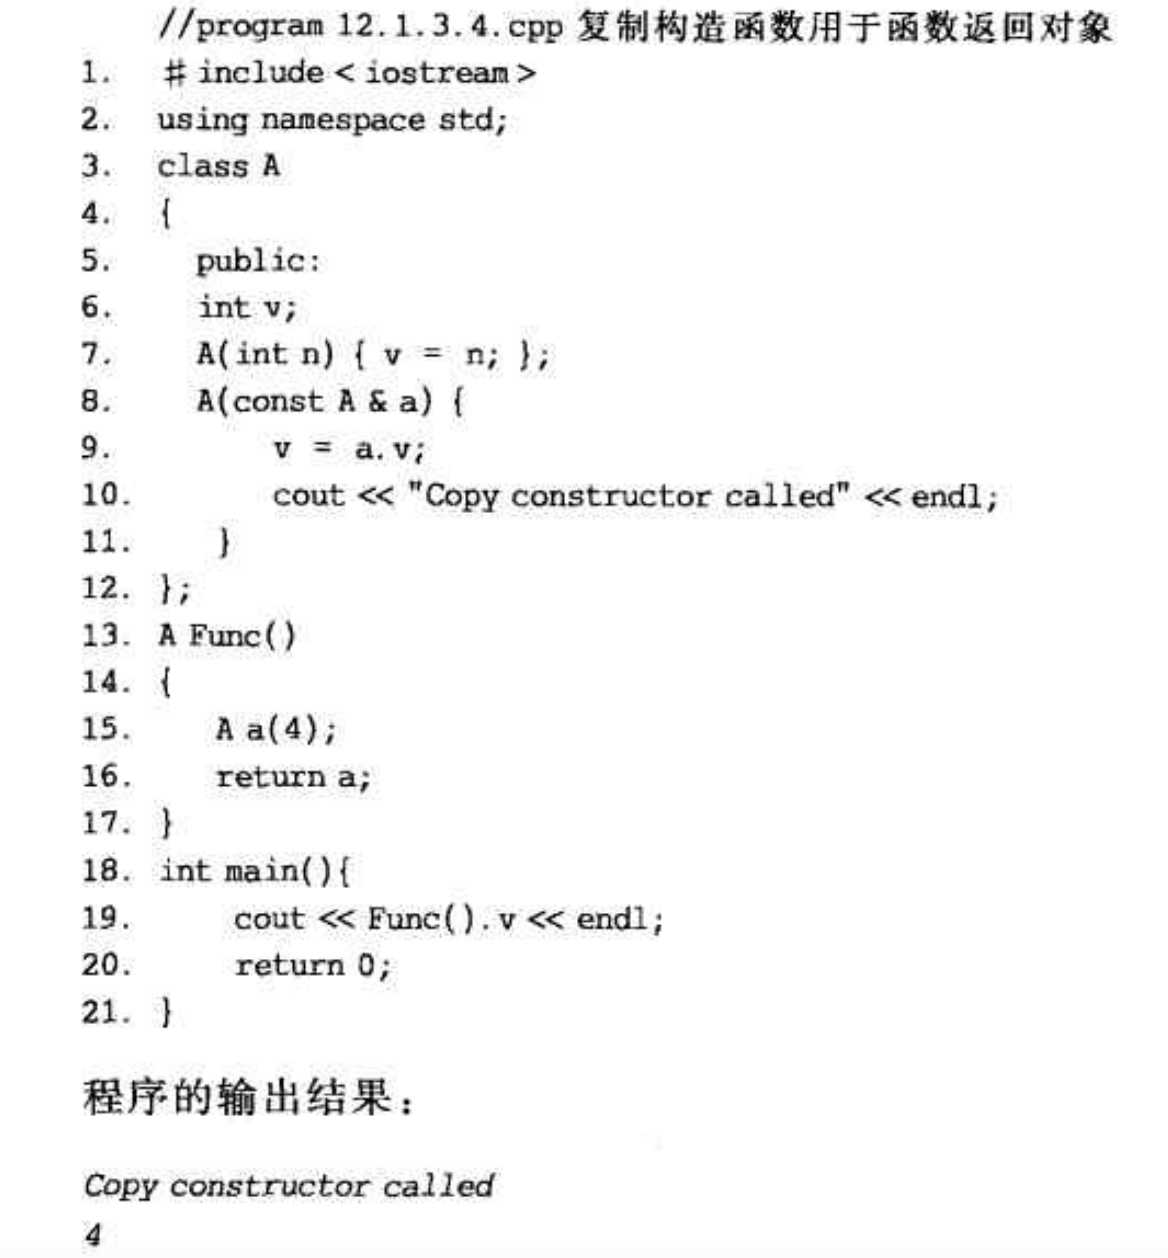 //program 12.1.3.4.cpp 复制构造函数用于函数返回对象
1. # include < iostream >
2. using namespace std;
3. class A
4. {
5. public:
6. int v;
7. A(int n) { v = n; };
8. A(const A & a) {
9. v = a.v;
10. cout << "Copy constructor called" << endl;
11. }
12. };
13. A Func()
14. {
15. A a(4);
16. return a;
17. }
18. int main(){
19. cout << Func().v << endl;
20. return 0;
21. }
程序的输出结果：
Copy constructor called
4